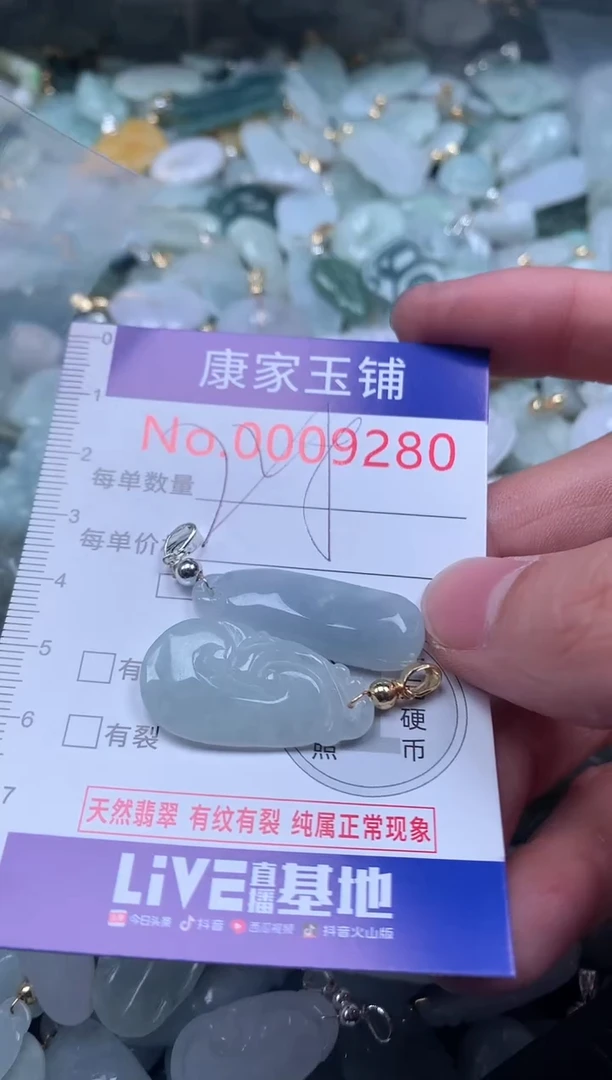 0
康家玉铺
1
No.0009280
2
每单数量
3
每单价
4
5
有
硬
6
有裂
照
币
7
天然翡翠 有纹有裂 纯属正常现象
LiVE直播基地
今日头条 抖音 西瓜视频 抖音火山版